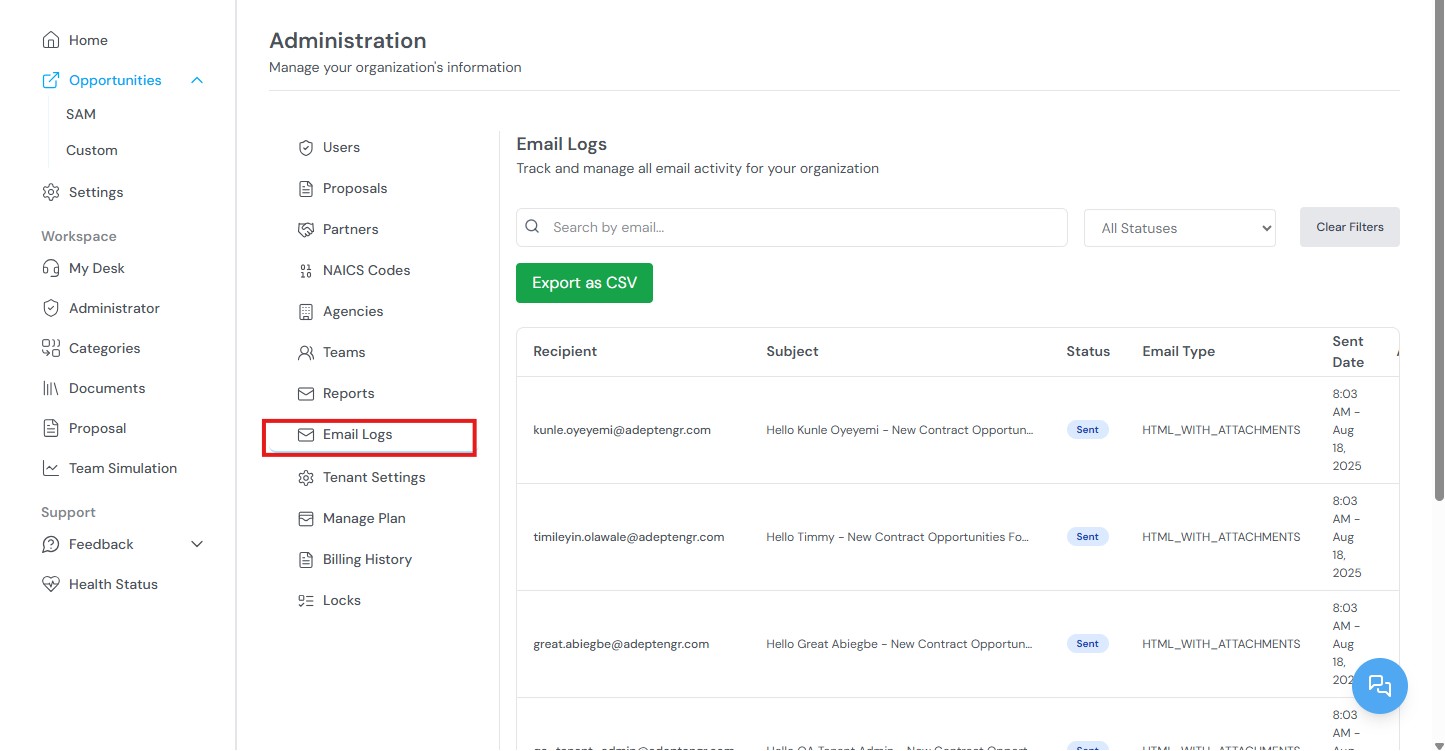 Home
Opportunities
SAM
Custom
Settings
Workspace
My Desk
Administrator
Categories
Documents
Proposal
Team Simulation
Support
Feedback
Health Status
Administration
Manage your organization's information
Users
Proposals
Partners
NAICS Codes
Agencies
Teams
Reports
Email Logs
Tenant Settings
Manage Plan
Billing History
Locks
Email Logs
Track and manage all email activity for your organization
Search by email...
All Statuses
Clear Filters
Export as CSV
Recipient Subject Status Email Type Sent Date
kunle.oyeyemi@adeptengr.com Hello Kunle Oyeyemi - New Contract Opportun... Sent HTML_WITH_ATTACHMENTS 8:03 AM - Aug 18, 2025
timileyin.olawale@adeptengr.com Hello Timmy - New Contract Opportunities Fo... Sent HTML_WITH_ATTACHMENTS 8:03 AM - Aug 18, 2025
great.abiegbe@adeptengr.com Hello Great Abiegbe - New Contract Opportun... Sent HTML_WITH_ATTACHMENTS 8:03 AM - Aug 18, 202
8:03 AM -